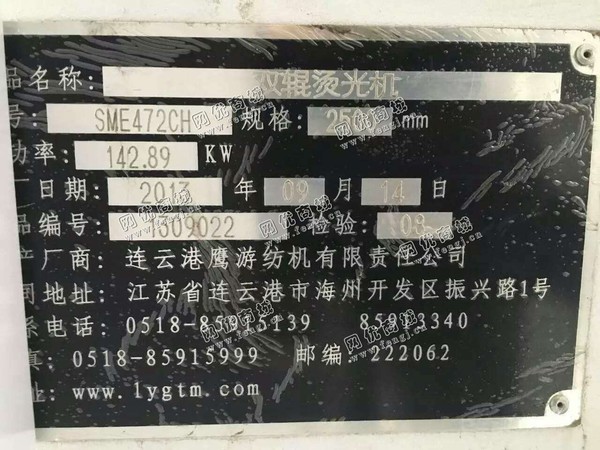 品名称: 双辊烫光机
号: SME472CH 规格: mm
功率: 142.89 KW
厂日期: 2013 年 09 月 14 日
品编号: 1309022 检验: 08
产厂商: 连云港鹰游纺机有限责任公司
司地址: 江苏省连云港市海州开发区振兴路1号
系电话: 0518-85915139 85913340
真: 0518-85915999 邮编: 222062
址: www.lygtm.com